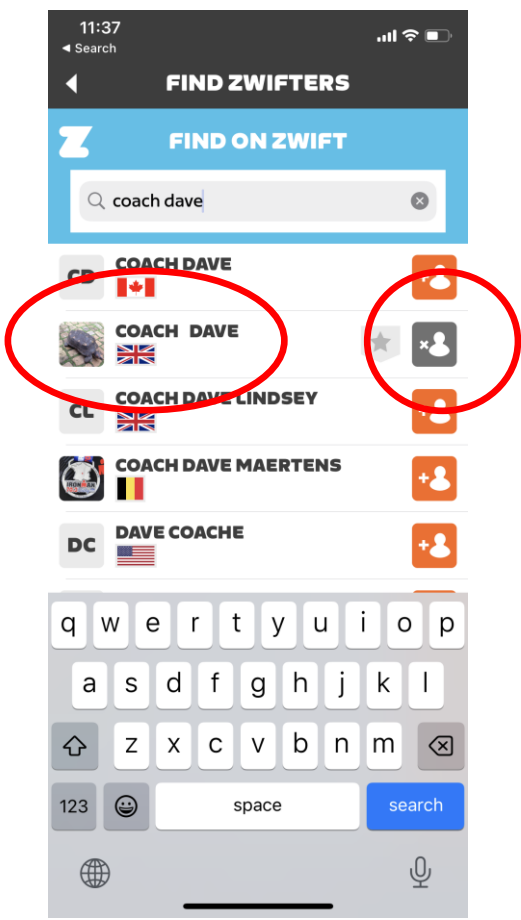 11:37
◄ Search
FIND ZWIFTERS
FIND ON ZWIFT
coach dave
CD COACH DAVE
COACH DAVE
CL COACH DAVE LINDSEY
COACH DAVE MAERTENS
IRONMAN
DC DAVE COACHE
q w e r t y u i o p
a s d f g h j k l
z x c v b n m
123 space search